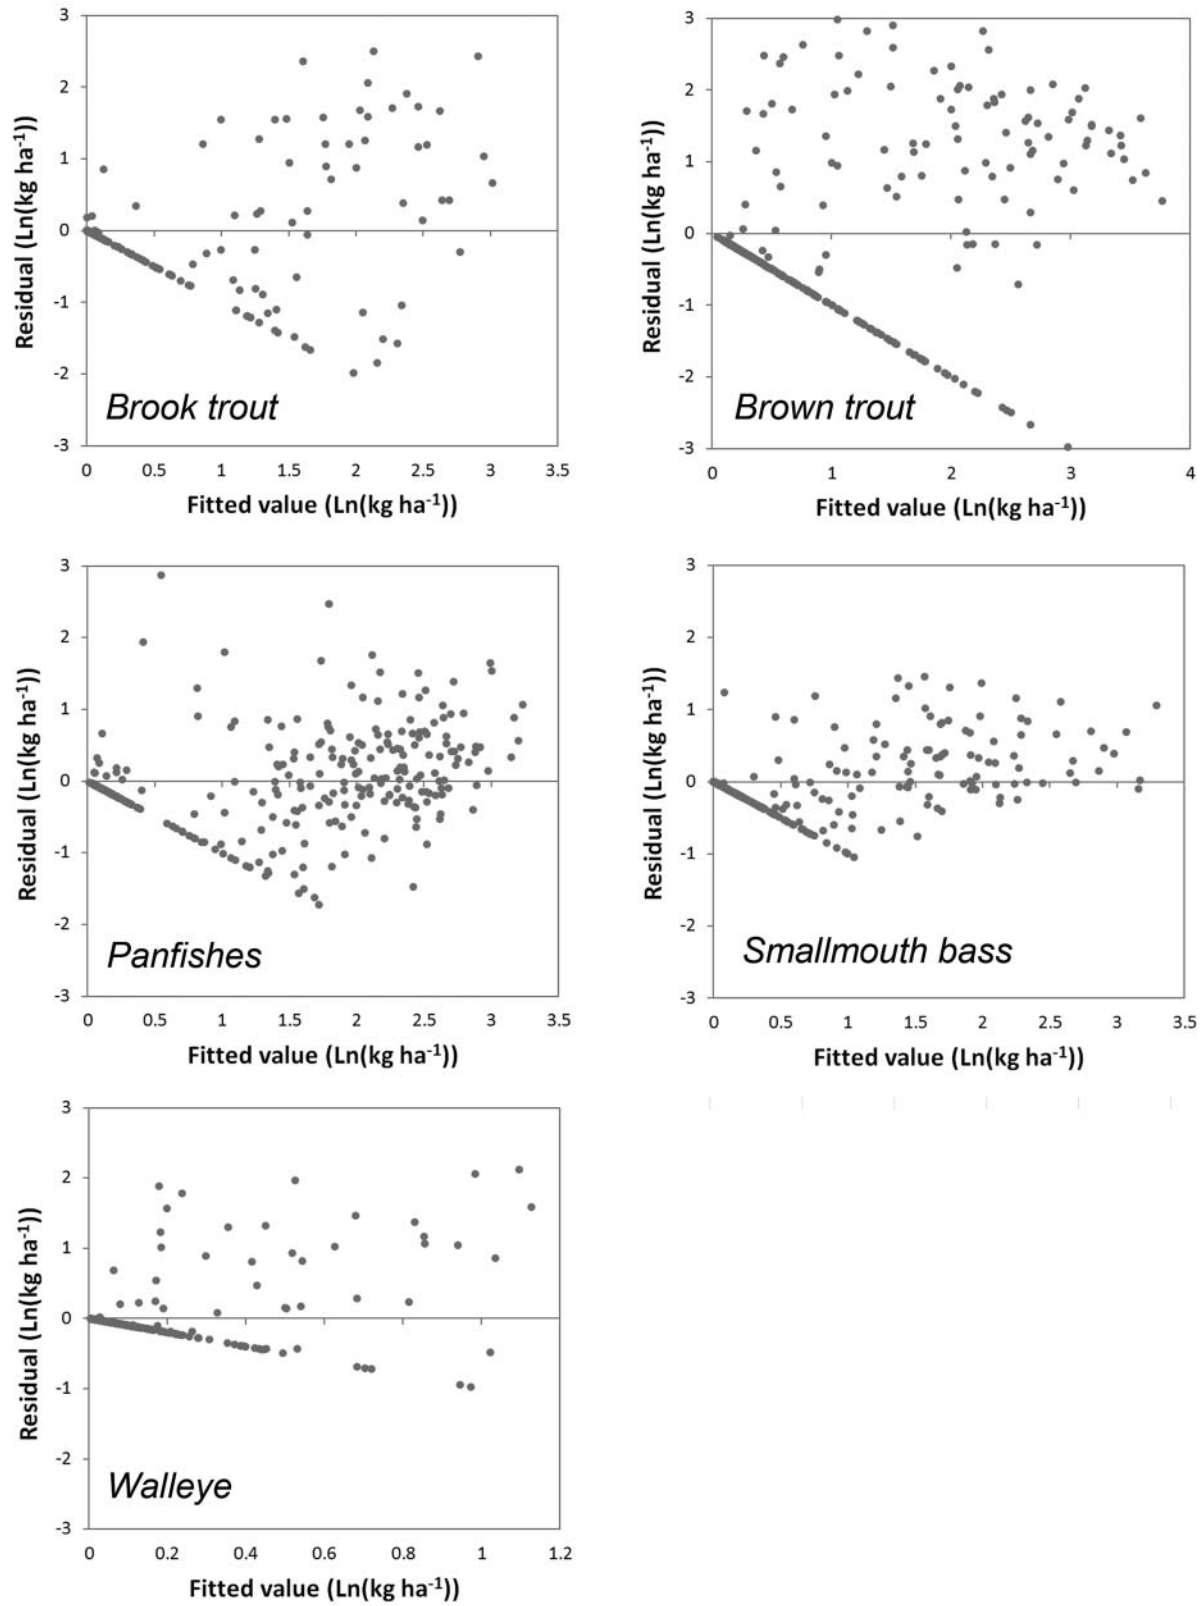 3
2
1
0
-1
-2
-3
Residual (Ln(kg ha⁻¹))
Brook trout
0 0.5 1 1.5 2 2.5 3 3.5
Fitted value (Ln(kg ha⁻¹))
3
2
1
0
-1
-2
-3
Residual (Ln(kg ha⁻¹))
Brown trout
0 1 2 3 4
Fitted value (Ln(kg ha⁻¹))
3
2
1
0
-1
-2
-3
Residual (Ln(kg ha⁻¹))
Panfishes
0 0.5 1 1.5 2 2.5 3 3.5
Fitted value (Ln(kg ha⁻¹))
3
2
1
0
-1
-2
-3
Residual (Ln(kg ha⁻¹))
Smallmouth bass
0 0.5 1 1.5 2 2.5 3 3.5
Fitted value (Ln(kg ha⁻¹))
3
2
1
0
-1
-2
-3
Residual (Ln(kg ha⁻¹))
Walleye
0 0.2 0.4 0.6 0.8 1 1.2
Fitted value (Ln(kg ha⁻¹))